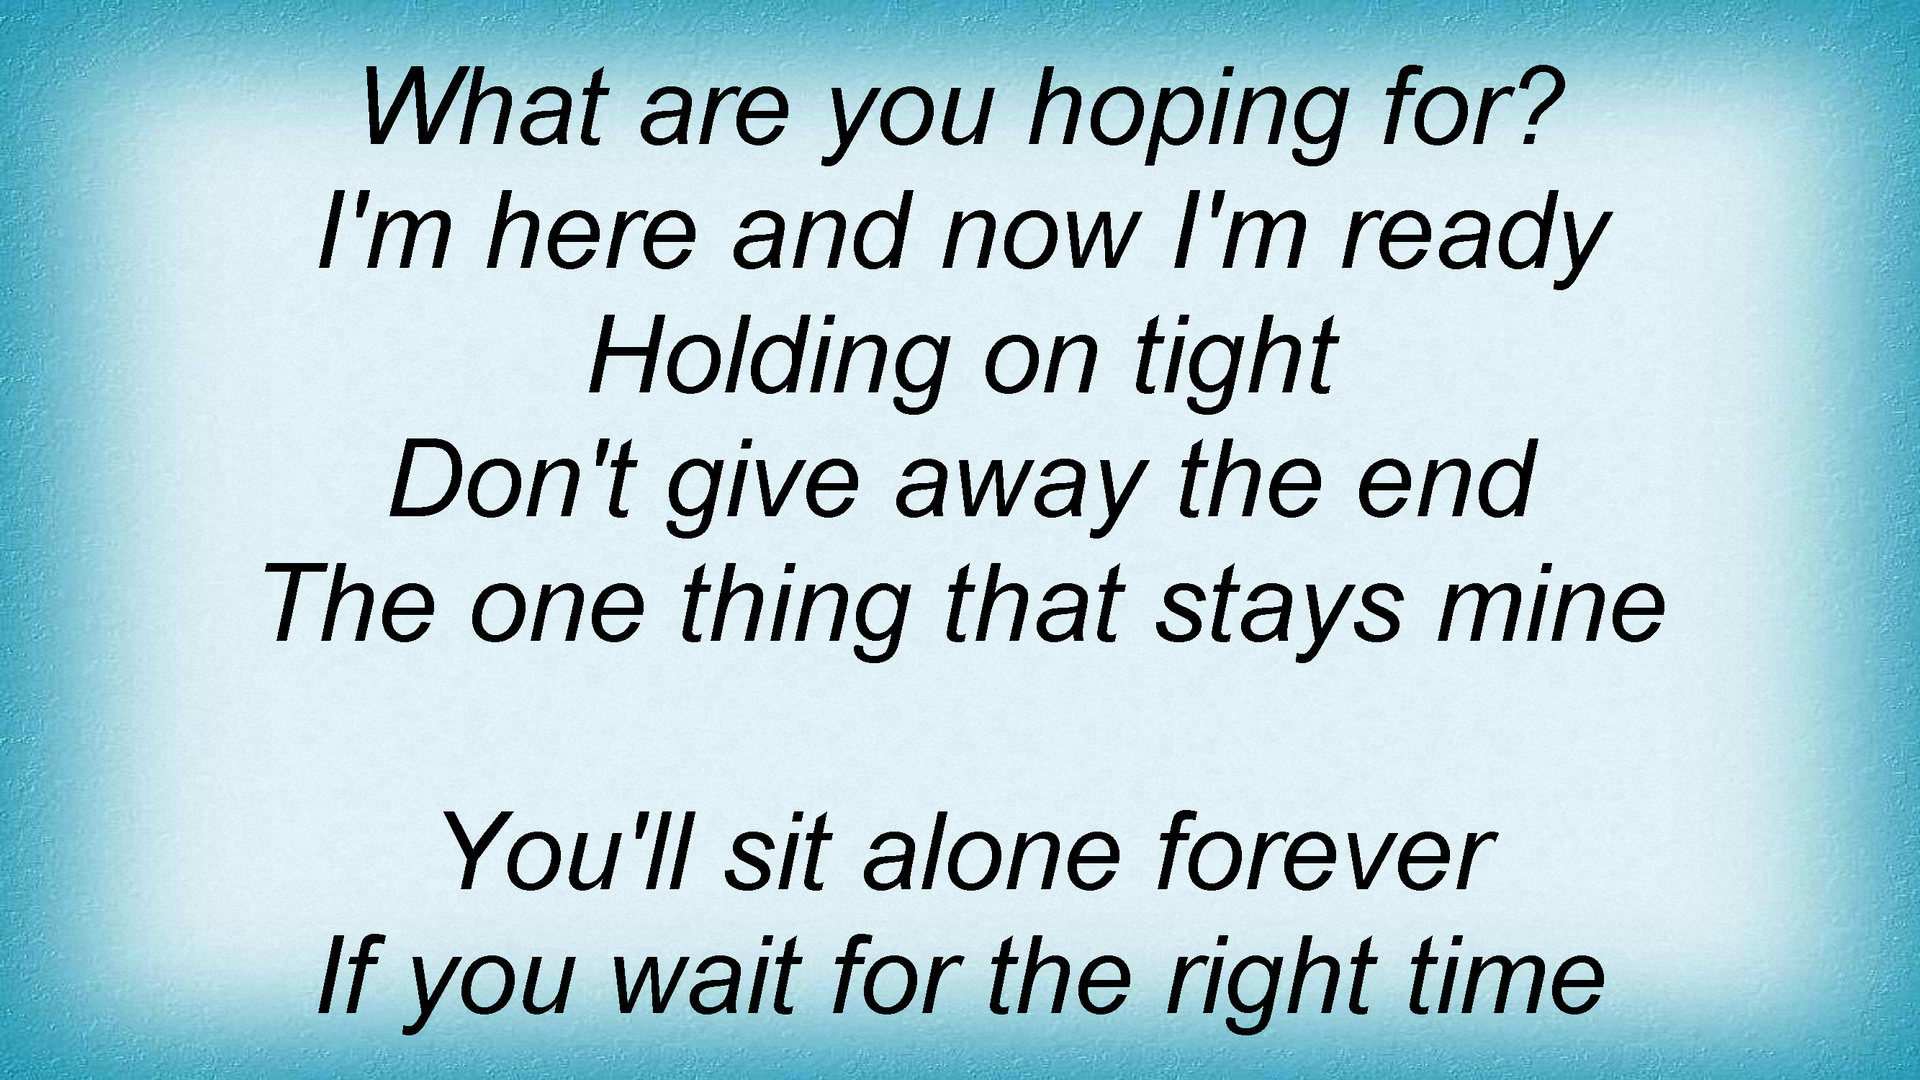 What are you hoping for?
I'm here and now I'm ready
Holding on tight
Don't give away the end
The one thing that stays mine
You'll sit alone forever
If you wait for the right time